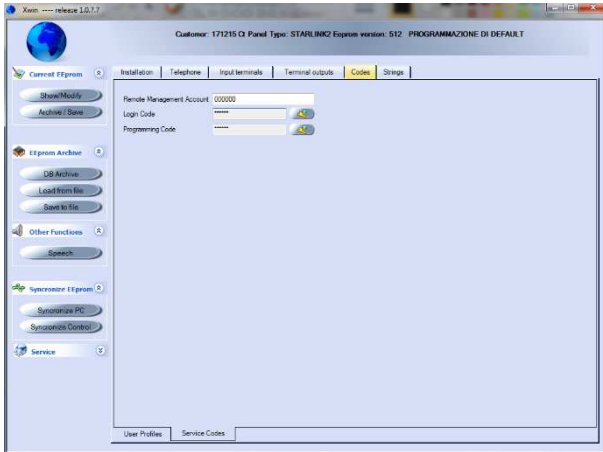 Xwin ---- release 1.0.7.7
Customer: 171215 Ct Panel Type: STARLINK2 Eeprom version: 512 PROGRAMMAZIONE DI DEFAULT
Current EEprom
Show/Modify
Archive / Save
EEprom Archive
DB Archive
Load from file
Save to file
Other Functions
Speech
Syncronize EEprom
Syncronize PC
Syncronize Control
Service
Installation Telephone Input terminals Terminal outputs Codes Strings
Remote Management Account 000000
Login Code ******
Programming Code ******
User Profiles Service Codes